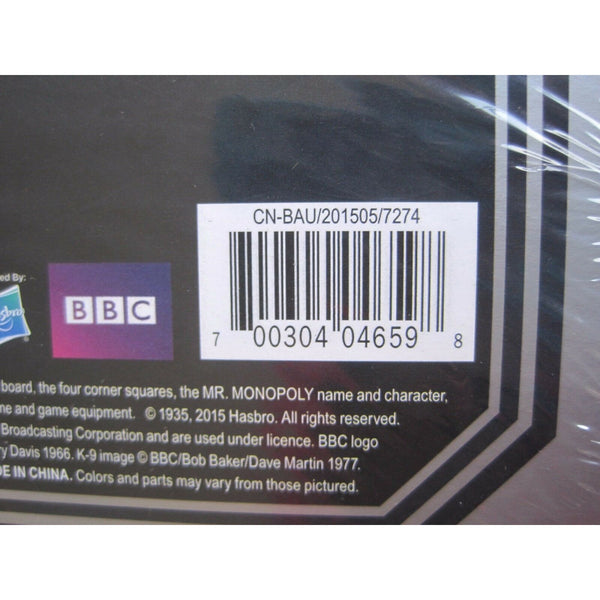 CN-BAU/201505/7274
7 00304 04659 8
ed By:
BBC
board, the four corner squares, the MR. MONOPOLY name and character,
me and game equipment. © 1935, 2015 Hasbro. All rights reserved.
Broadcasting Corporation and are used under licence. BBC logo
ry Davis 1966. K-9 image © BBC/Bob Baker/Dave Martin 1977.
DE IN CHINA. Colors and parts may vary from those pictured.